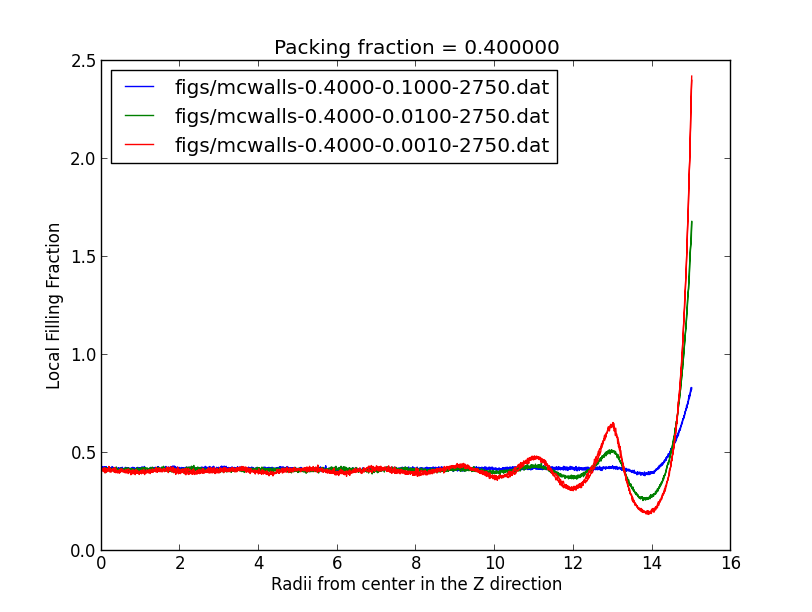 Packing fraction = 0.400000
figs/mcwalls-0.4000-0.1000-2750.dat
figs/mcwalls-0.4000-0.0100-2750.dat
figs/mcwalls-0.4000-0.0010-2750.dat
Local Filling Fraction
2.5
2.0
1.5
1.0
0.5
0.0
0 2 4 6 8 10 12 14 16
Radii from center in the Z direction